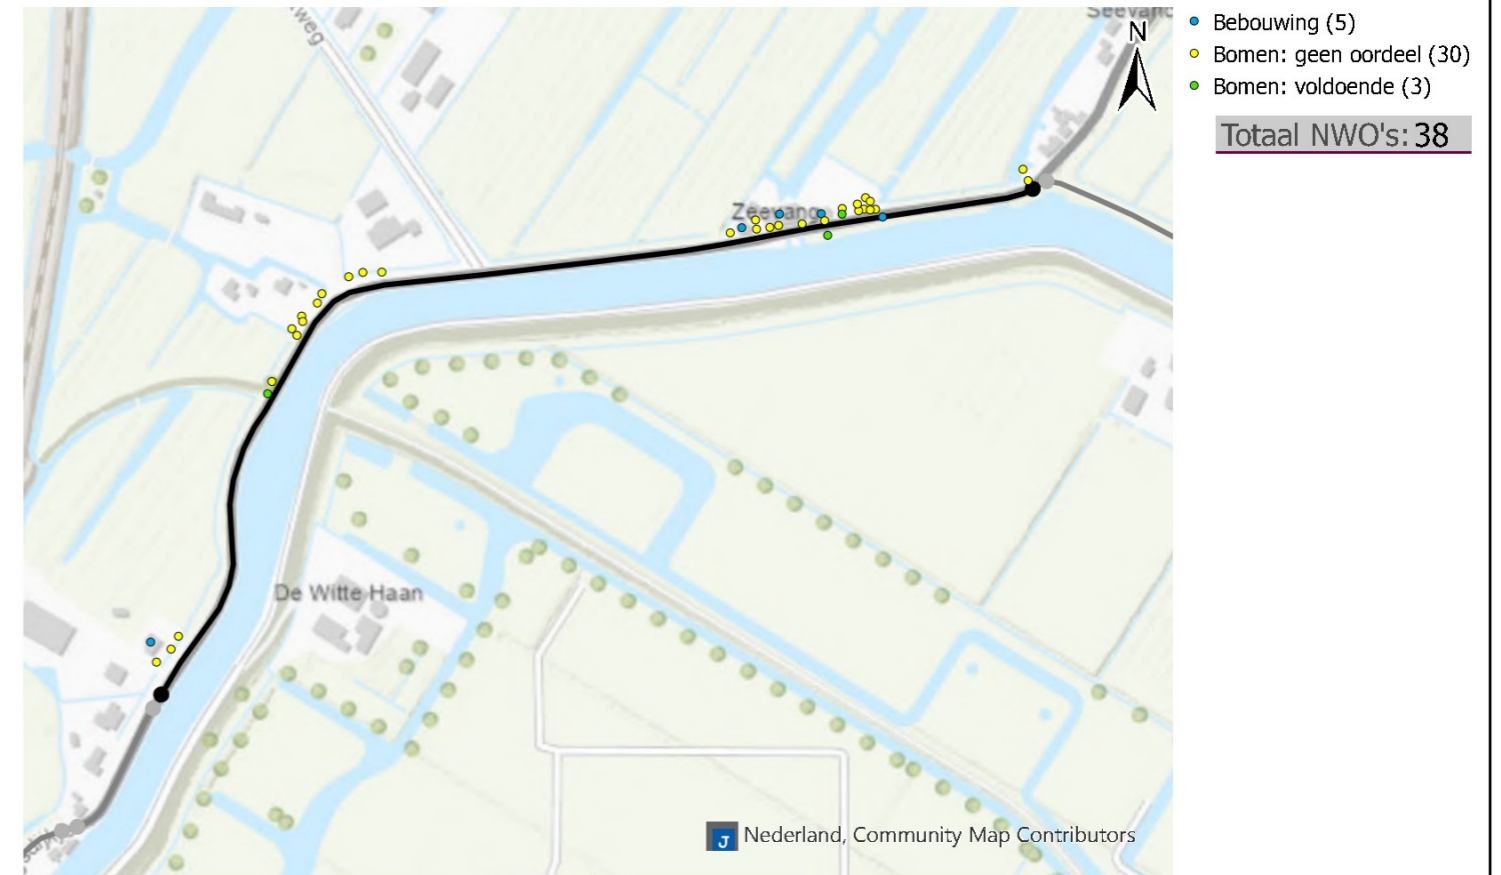 Bebouwing (5)
Bomen: geen oordeel (30)
Bomen: voldoende (3)
Totaal NWO's: 38
N
Zeevang
De Witte Haan
J Nederland, Community Map Contributors